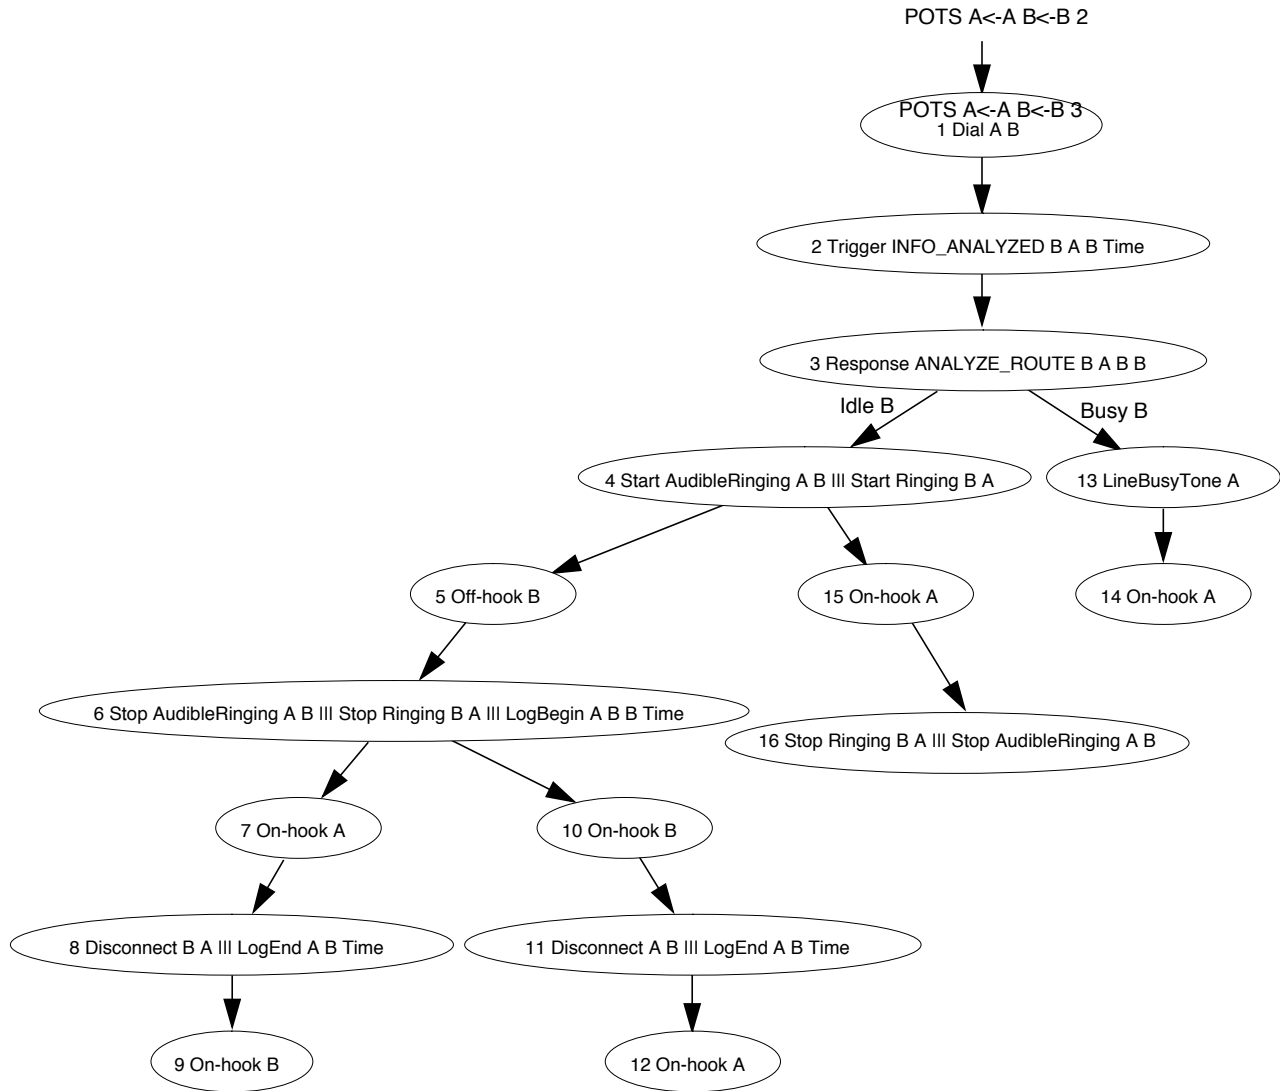 POTS A<-A B<-B 2
POTS A<-A B<-B 3
1 Dial A B
2 Trigger INFO_ANALYZED B A B Time
3 Response ANALYZE_ROUTE B A B B
Idle B
Busy B
4 Start AudibleRinging A B ||| Start Ringing B A
13 LineBusyTone A
5 Off-hook B
15 On-hook A
14 On-hook A
6 Stop AudibleRinging A B ||| Stop Ringing B A ||| LogBegin A B B Time
16 Stop Ringing B A ||| Stop AudibleRinging A B
7 On-hook A
10 On-hook B
8 Disconnect B A ||| LogEnd A B Time
11 Disconnect A B ||| LogEnd A B Time
9 On-hook B
12 On-hook A